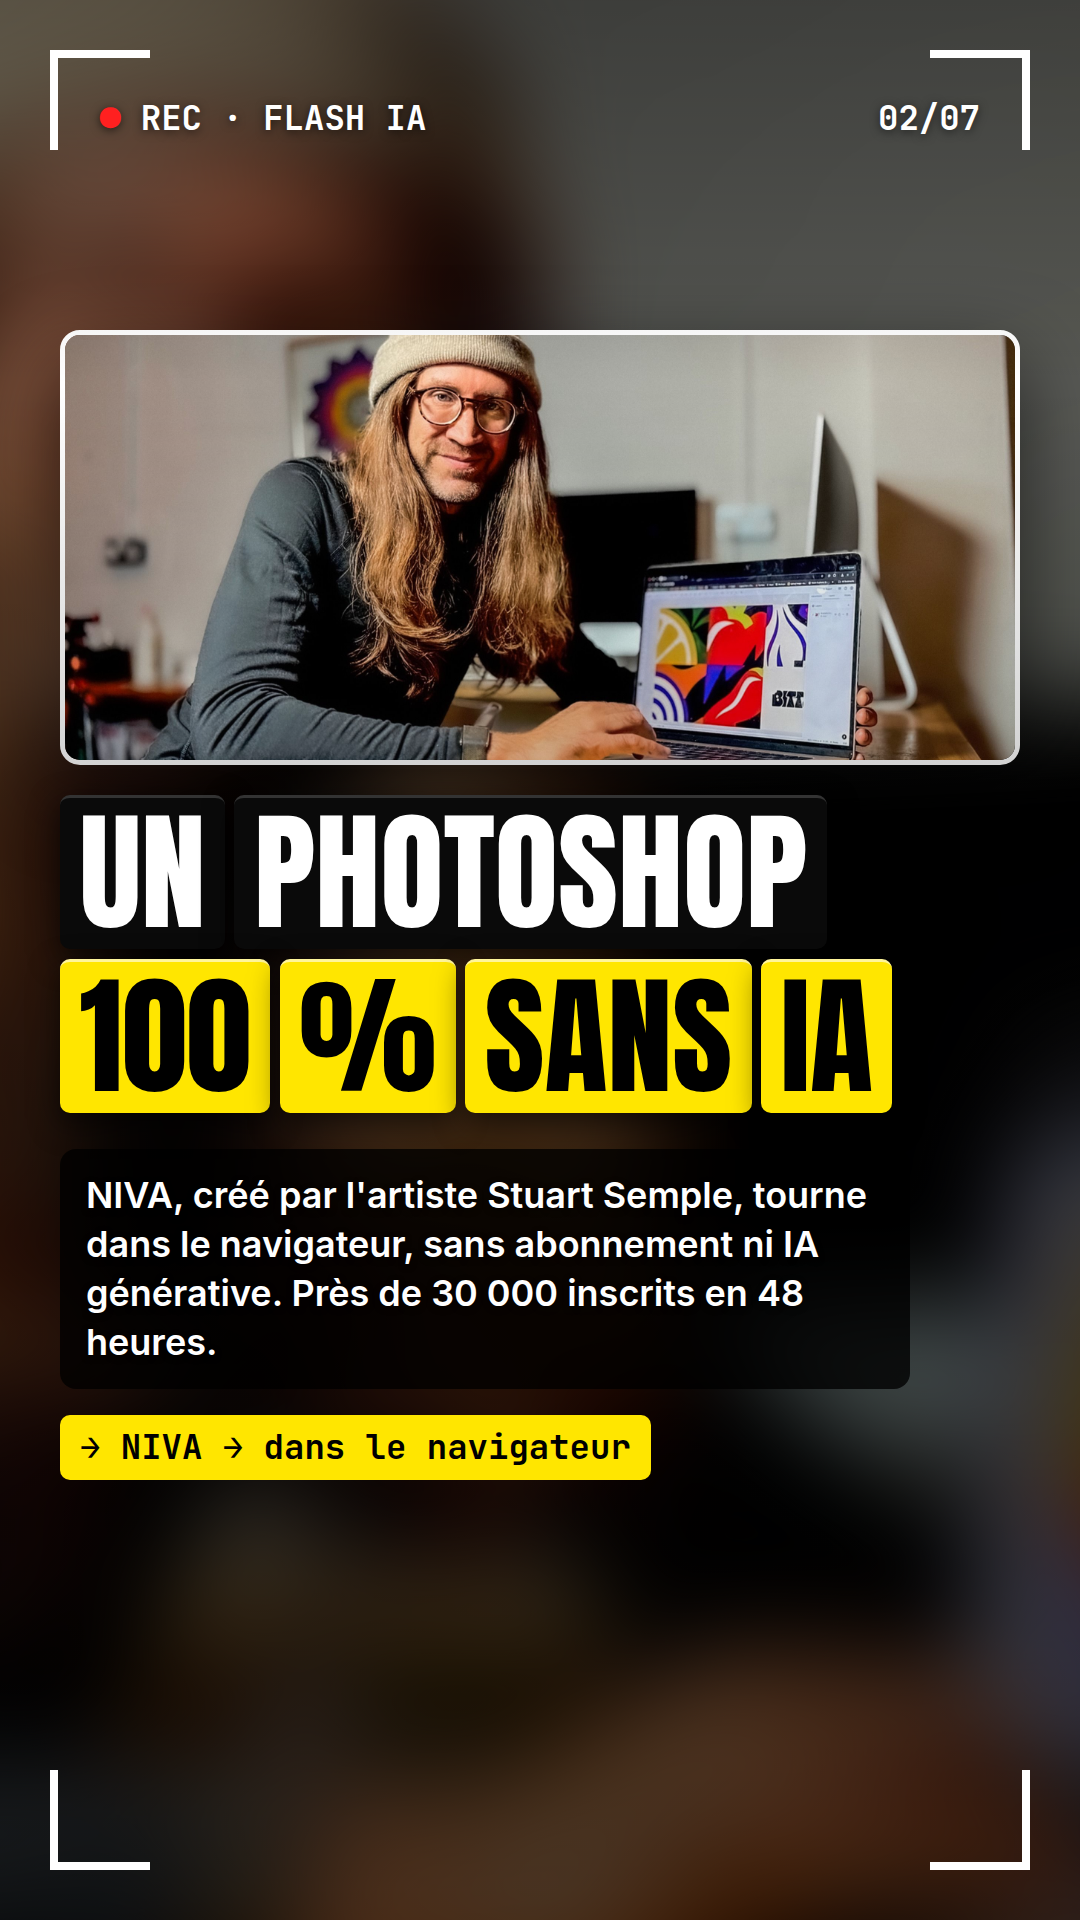 REC · FLASH IA
02/07
BITT
UN PHOTOSHOP
100 % SANS IA
NIVA, créé par l'artiste Stuart Semple, tourne
dans le navigateur, sans abonnement ni IA
générative. Près de 30 000 inscrits en 48
heures.
→ NIVA → dans le navigateur